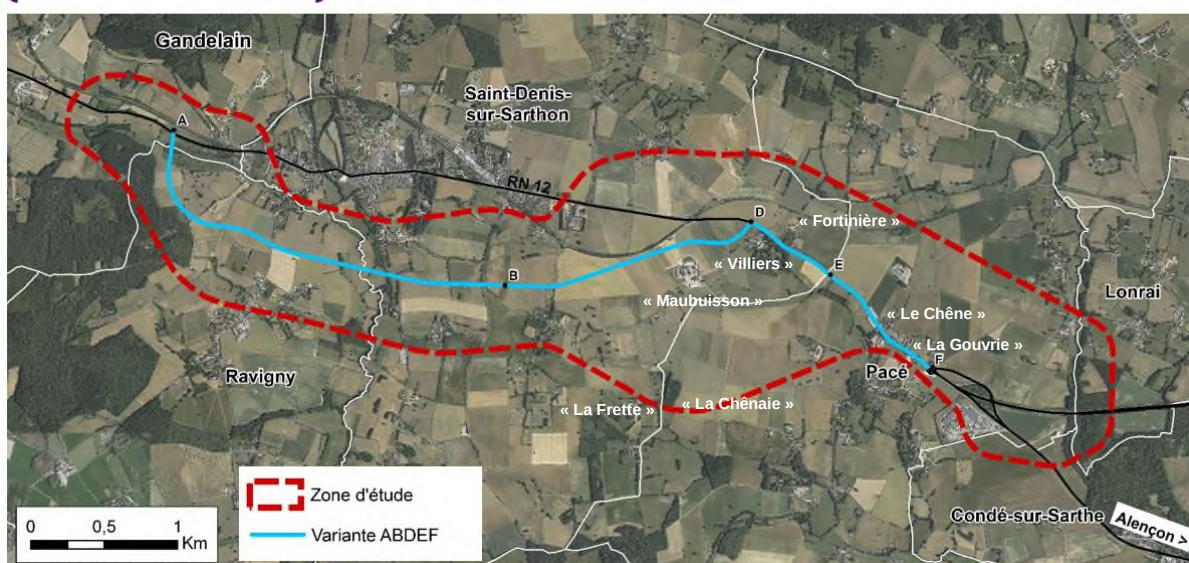 Gandelain
Saint-Denis-
sur-Sarthon
A
RN 12
D
« Fortinière »
« Villiers »
E
B
« Maubuisson »
Lonrai
« Le Chêne »
« La Gouvrie »
F
Pacé
Ravigny
« La Frette »
« La Chênaie »
Zone d'étude
Variante ABDEF
0 0,5 1
Km
Condé-sur-Sarthe
Alençon >